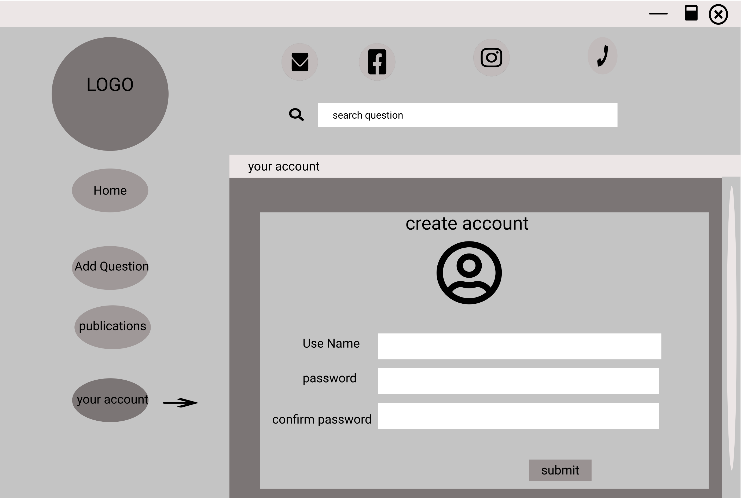 LOGO
search question
your account
Home
create account
Add Question
publications
Use Name
password
your account
confirm password
submit